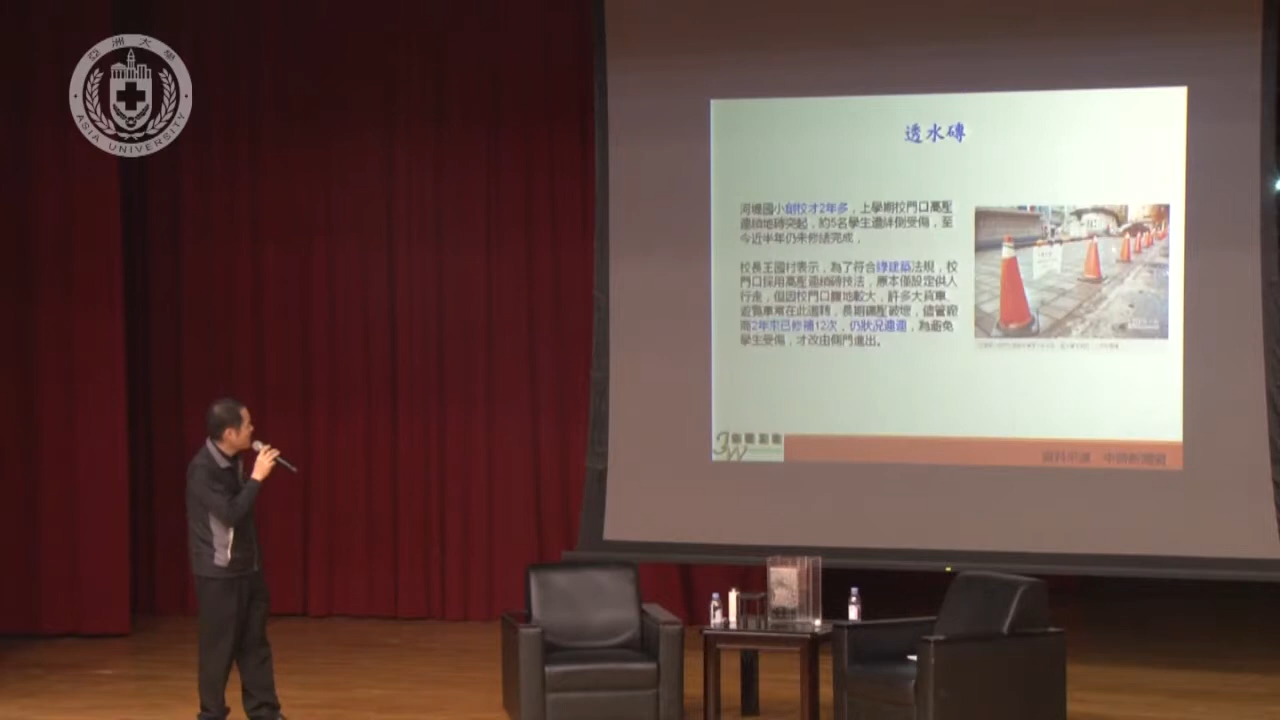 亞洲大學
ASIA UNIVERSITY
透水磚
河堤國小創校才2年多，上學期校門口高壓
連鎖地磚突起，約5名學生遭絆倒受傷，至
今近半年仍未修繕完成，
校長王國村表示，為了符合綠建築法規，校
門口採用高壓連鎖磚技法，原本僅設定供人
行走，但因校門口腹地較大，許多大貨車、
遊覽車常在此迴轉，長期碾壓破壞，儘管廠
商2年來已修補12次，仍狀況連連，為避免
學生受傷，才改由側門進出。
3W
資料來源 中時新聞網